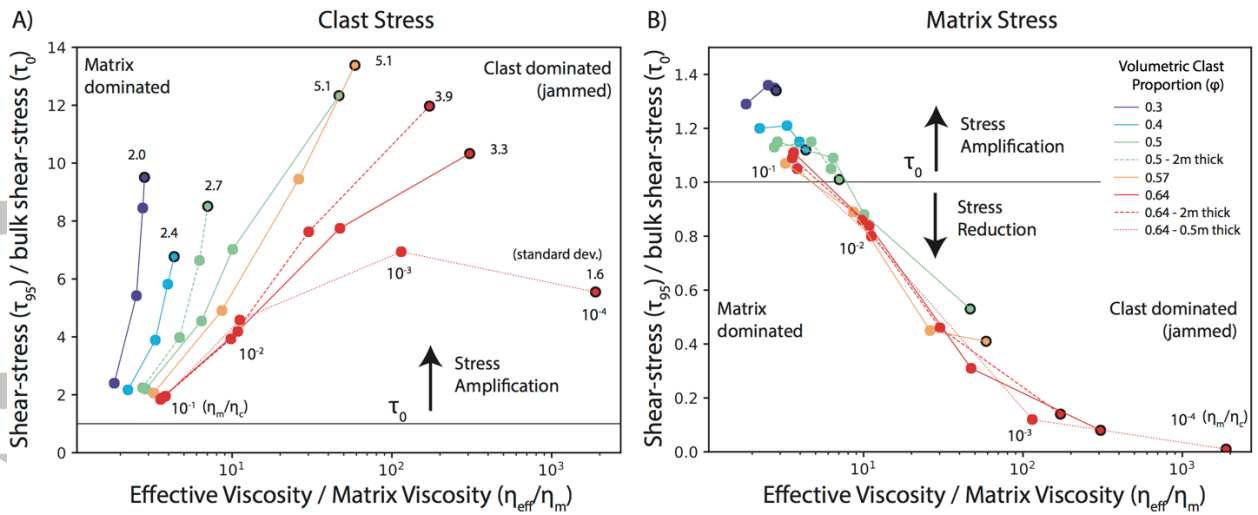 A)
Clast Stress
Shear-stress (τ95) / bulk shear-stress (τ0)
14
12
10
8
6
4
2
0
Matrix
dominated
Clast dominated
(jammed)
5.1
5.1
3.9
3.3
2.0
2.7
2.4
(standard dev.)
1.6
10-3
10-4
10-2
10-1 (ηm/ηc)
Stress
Amplification
τ0
10¹
10²
10³
Effective Viscosity / Matrix Viscosity (ηeff/ηm)
B)
Matrix Stress
Shear-stress (τ95) / bulk shear-stress (τ0)
1.4
1.2
1.0
0.8
0.6
0.4
0.2
0.0
Volumetric Clast
Proportion (φ)
0.3
0.4
0.5
0.5 - 2m thick
0.57
0.64
0.64 - 2m thick
0.64 - 0.5m thick
Stress
Amplification
τ0
Stress
Reduction
10-1
10-2
Matrix
dominated
Clast dominated
(jammed)
10-3
10-4 (ηm/ηc)
10¹
10²
10³
Effective Viscosity / Matrix Viscosity (ηeff/ηm)